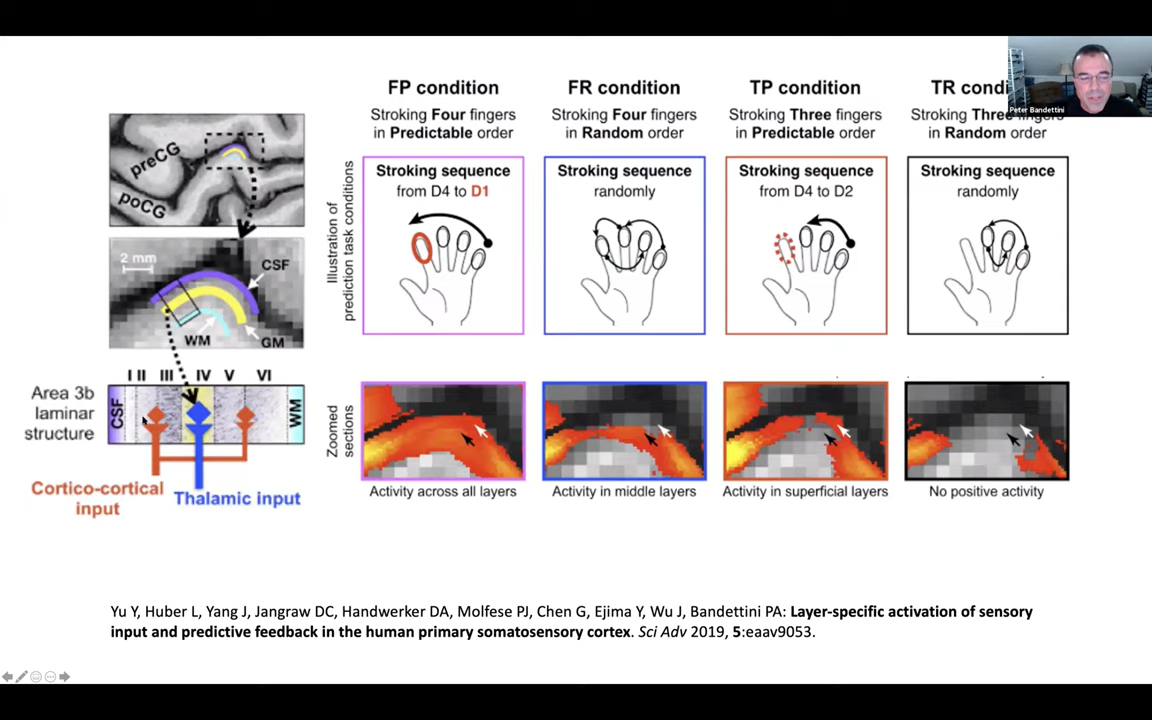 Peter Bandettini
FP condition
Stroking Four fingers
in Predictable order
FR condition
Stroking Four fingers
in Random order
TP condition
Stroking Three fingers
in Predictable order
TR condi
Stroking Three fingers
in Random order
preCG
poCG
2 mm
CSF
WM
GM
I II III IV V VI
Area 3b
laminar
structure
CSF
WM
Cortico-cortical
input
Thalamic input
Illustration of
prediction task conditions
Stroking sequence
from D4 to D1
Stroking sequence
randomly
Stroking sequence
from D4 to D2
Stroking sequence
randomly
Zoomed
sections
Activity across all layers
Activity in middle layers
Activity in superficial layers
No positive activity
Yu Y, Huber L, Yang J, Jangraw DC, Handwerker DA, Molfese PJ, Chen G, Ejima Y, Wu J, Bandettini PA: Layer-specific activation of sensory
input and predictive feedback in the human primary somatosensory cortex. Sci Adv 2019, 5:eaav9053.